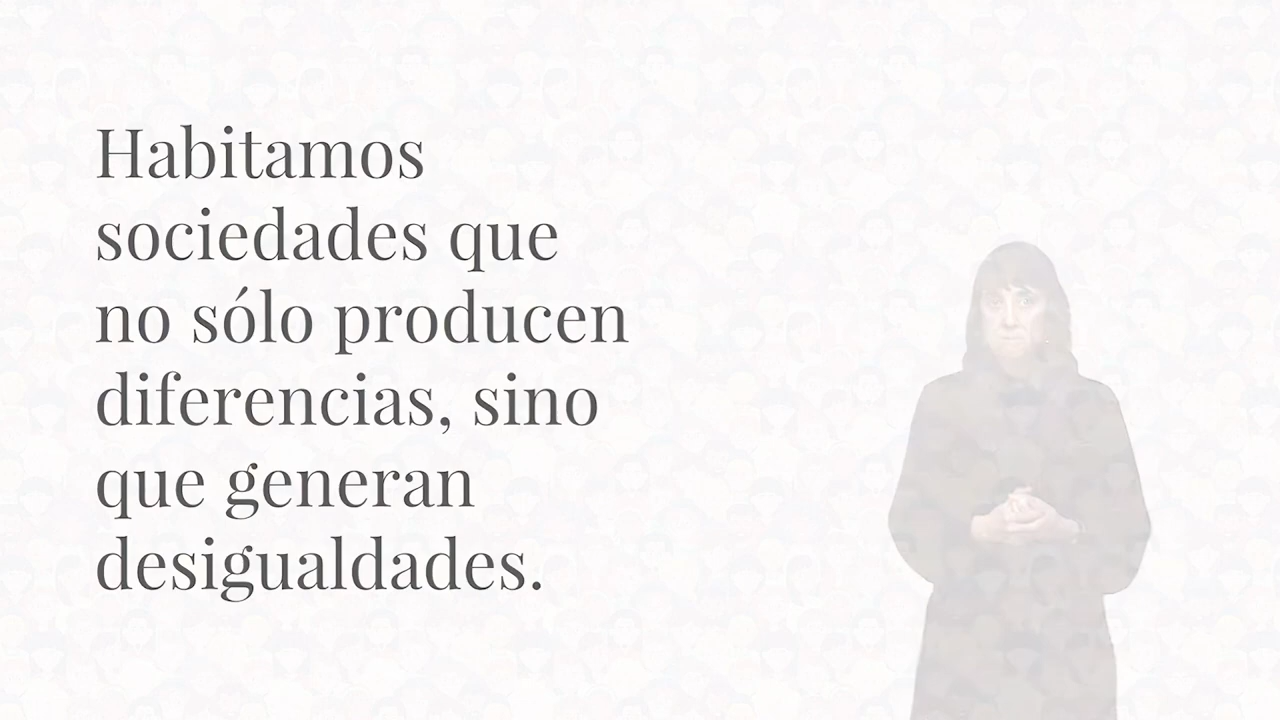 Habitamos
sociedades que
no sólo producen
diferencias, sino
que generan
desigualdades.